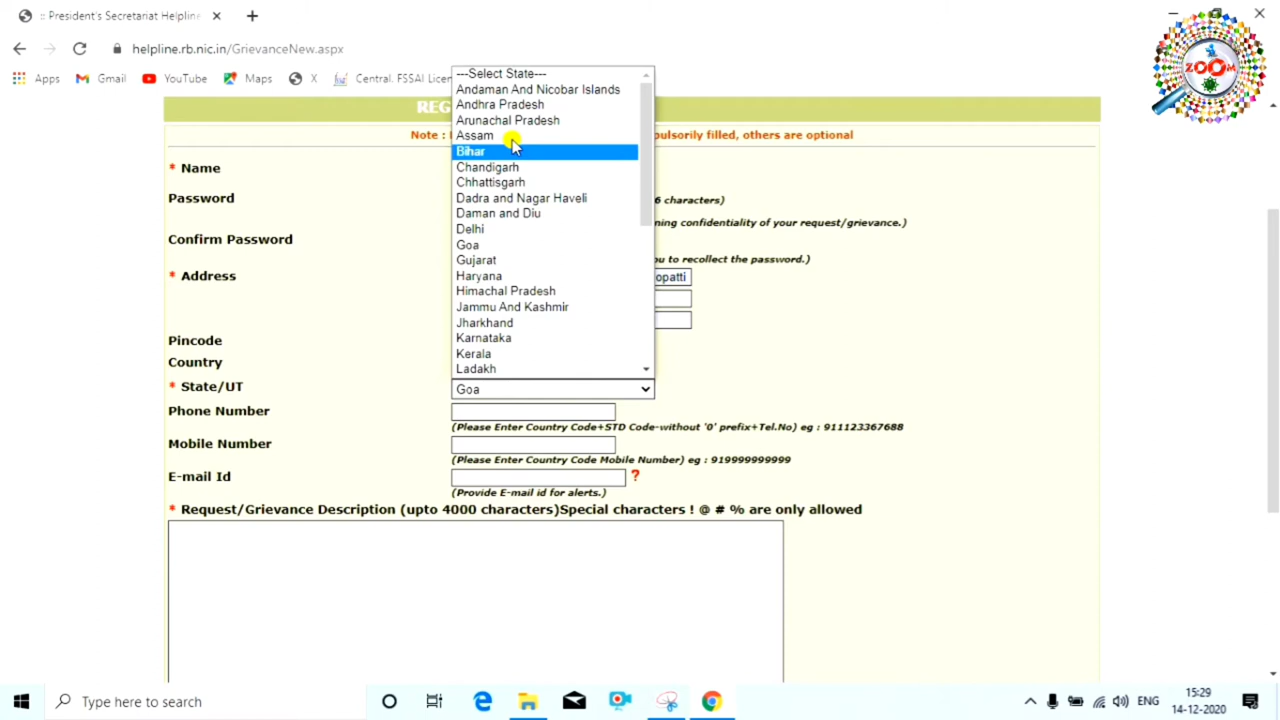 :: President's Secretariat Helpline
helpline.rb.nic.in/GrievanceNew.aspx
Apps
Gmail
YouTube
Maps
X
Central. FSSAI Licen
ZOOM
REG
Note :
pulsorily filled, others are optional
---Select State---
Andaman And Nicobar Islands
Andhra Pradesh
Arunachal Pradesh
Assam
Bihar
Chandigarh
Chhattisgarh
Dadra and Nagar Haveli
Daman and Diu
Delhi
Goa
Gujarat
Haryana
Himachal Pradesh
Jammu And Kashmir
Jharkhand
Karnataka
Kerala
Ladakh
* Name
Password
6 characters)
ning confidentiality of your request/grievance.)
Confirm Password
ou to recollect the password.)
* Address
opatti
Pincode
Country
* State/UT
Goa
Phone Number
(Please Enter Country Code+STD Code-without '0' prefix+Tel.No) eg : 911123367688
Mobile Number
(Please Enter Country Code Mobile Number) eg : 919999999999
E-mail Id
?
(Provide E-mail id for alerts.)
* Request/Grievance Description (upto 4000 characters)Special characters ! @ # % are only allowed
Type here to search
ENG
15:29
14-12-2020